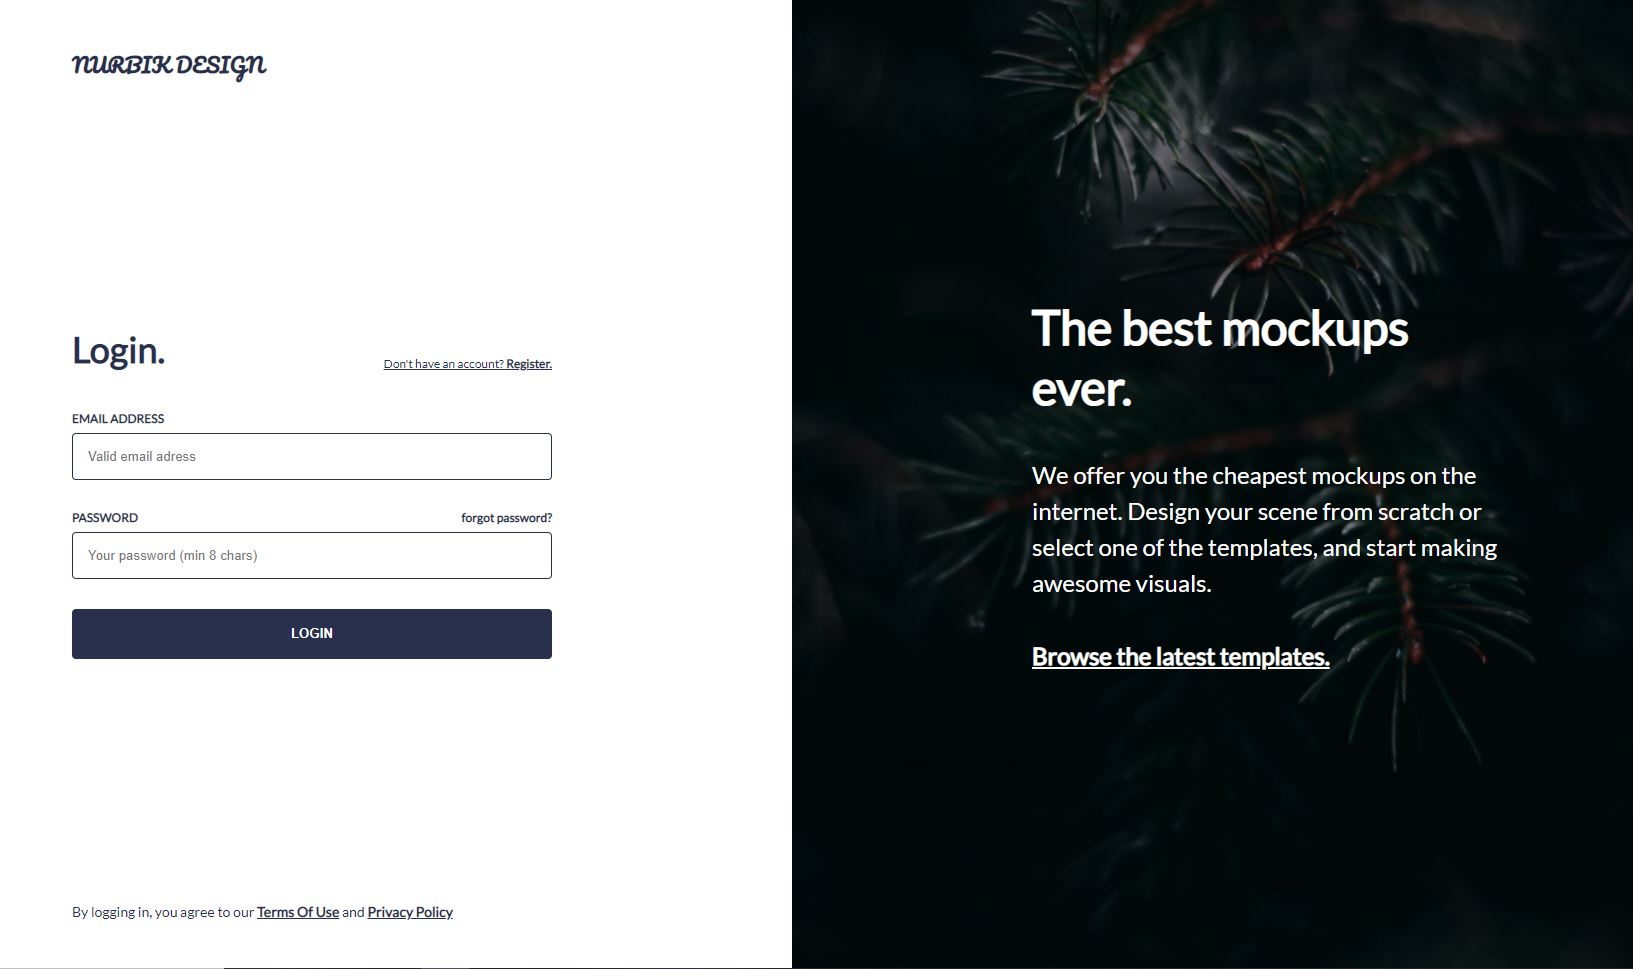 NURBIK DESIGN
Login.
Don't have an account? Register.
EMAIL ADDRESS
Valid email adress
PASSWORD
forgot password?
Your password (min 8 chars)
LOGIN
By logging in, you agree to our Terms Of Use and Privacy Policy
The best mockups
ever.
We offer you the cheapest mockups on the
internet. Design your scene from scratch or
select one of the templates, and start making
awesome visuals.
Browse the latest templates.